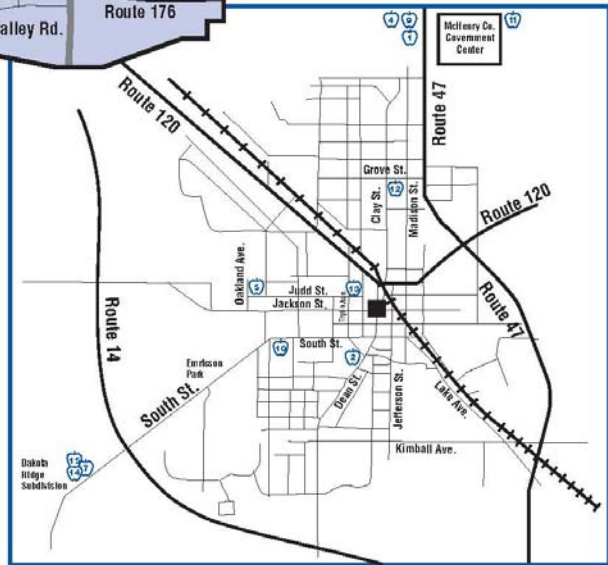 Route 176
alley Rd.
4 9
1
McHenry Co.
Government
Center
11
Route 120
Route 47
Grove St.
12
Clay St.
Madison St.
Route 120
Oakland Ave.
5
Judd St.
13
Jackson St.
Route 47
Route 14
10
South St.
2
Emricson
Park
South St.
Dean St.
Jefferson St.
Lake Ave.
Kimball Ave.
Dakota
Ridge
Subdivision
15
14 7